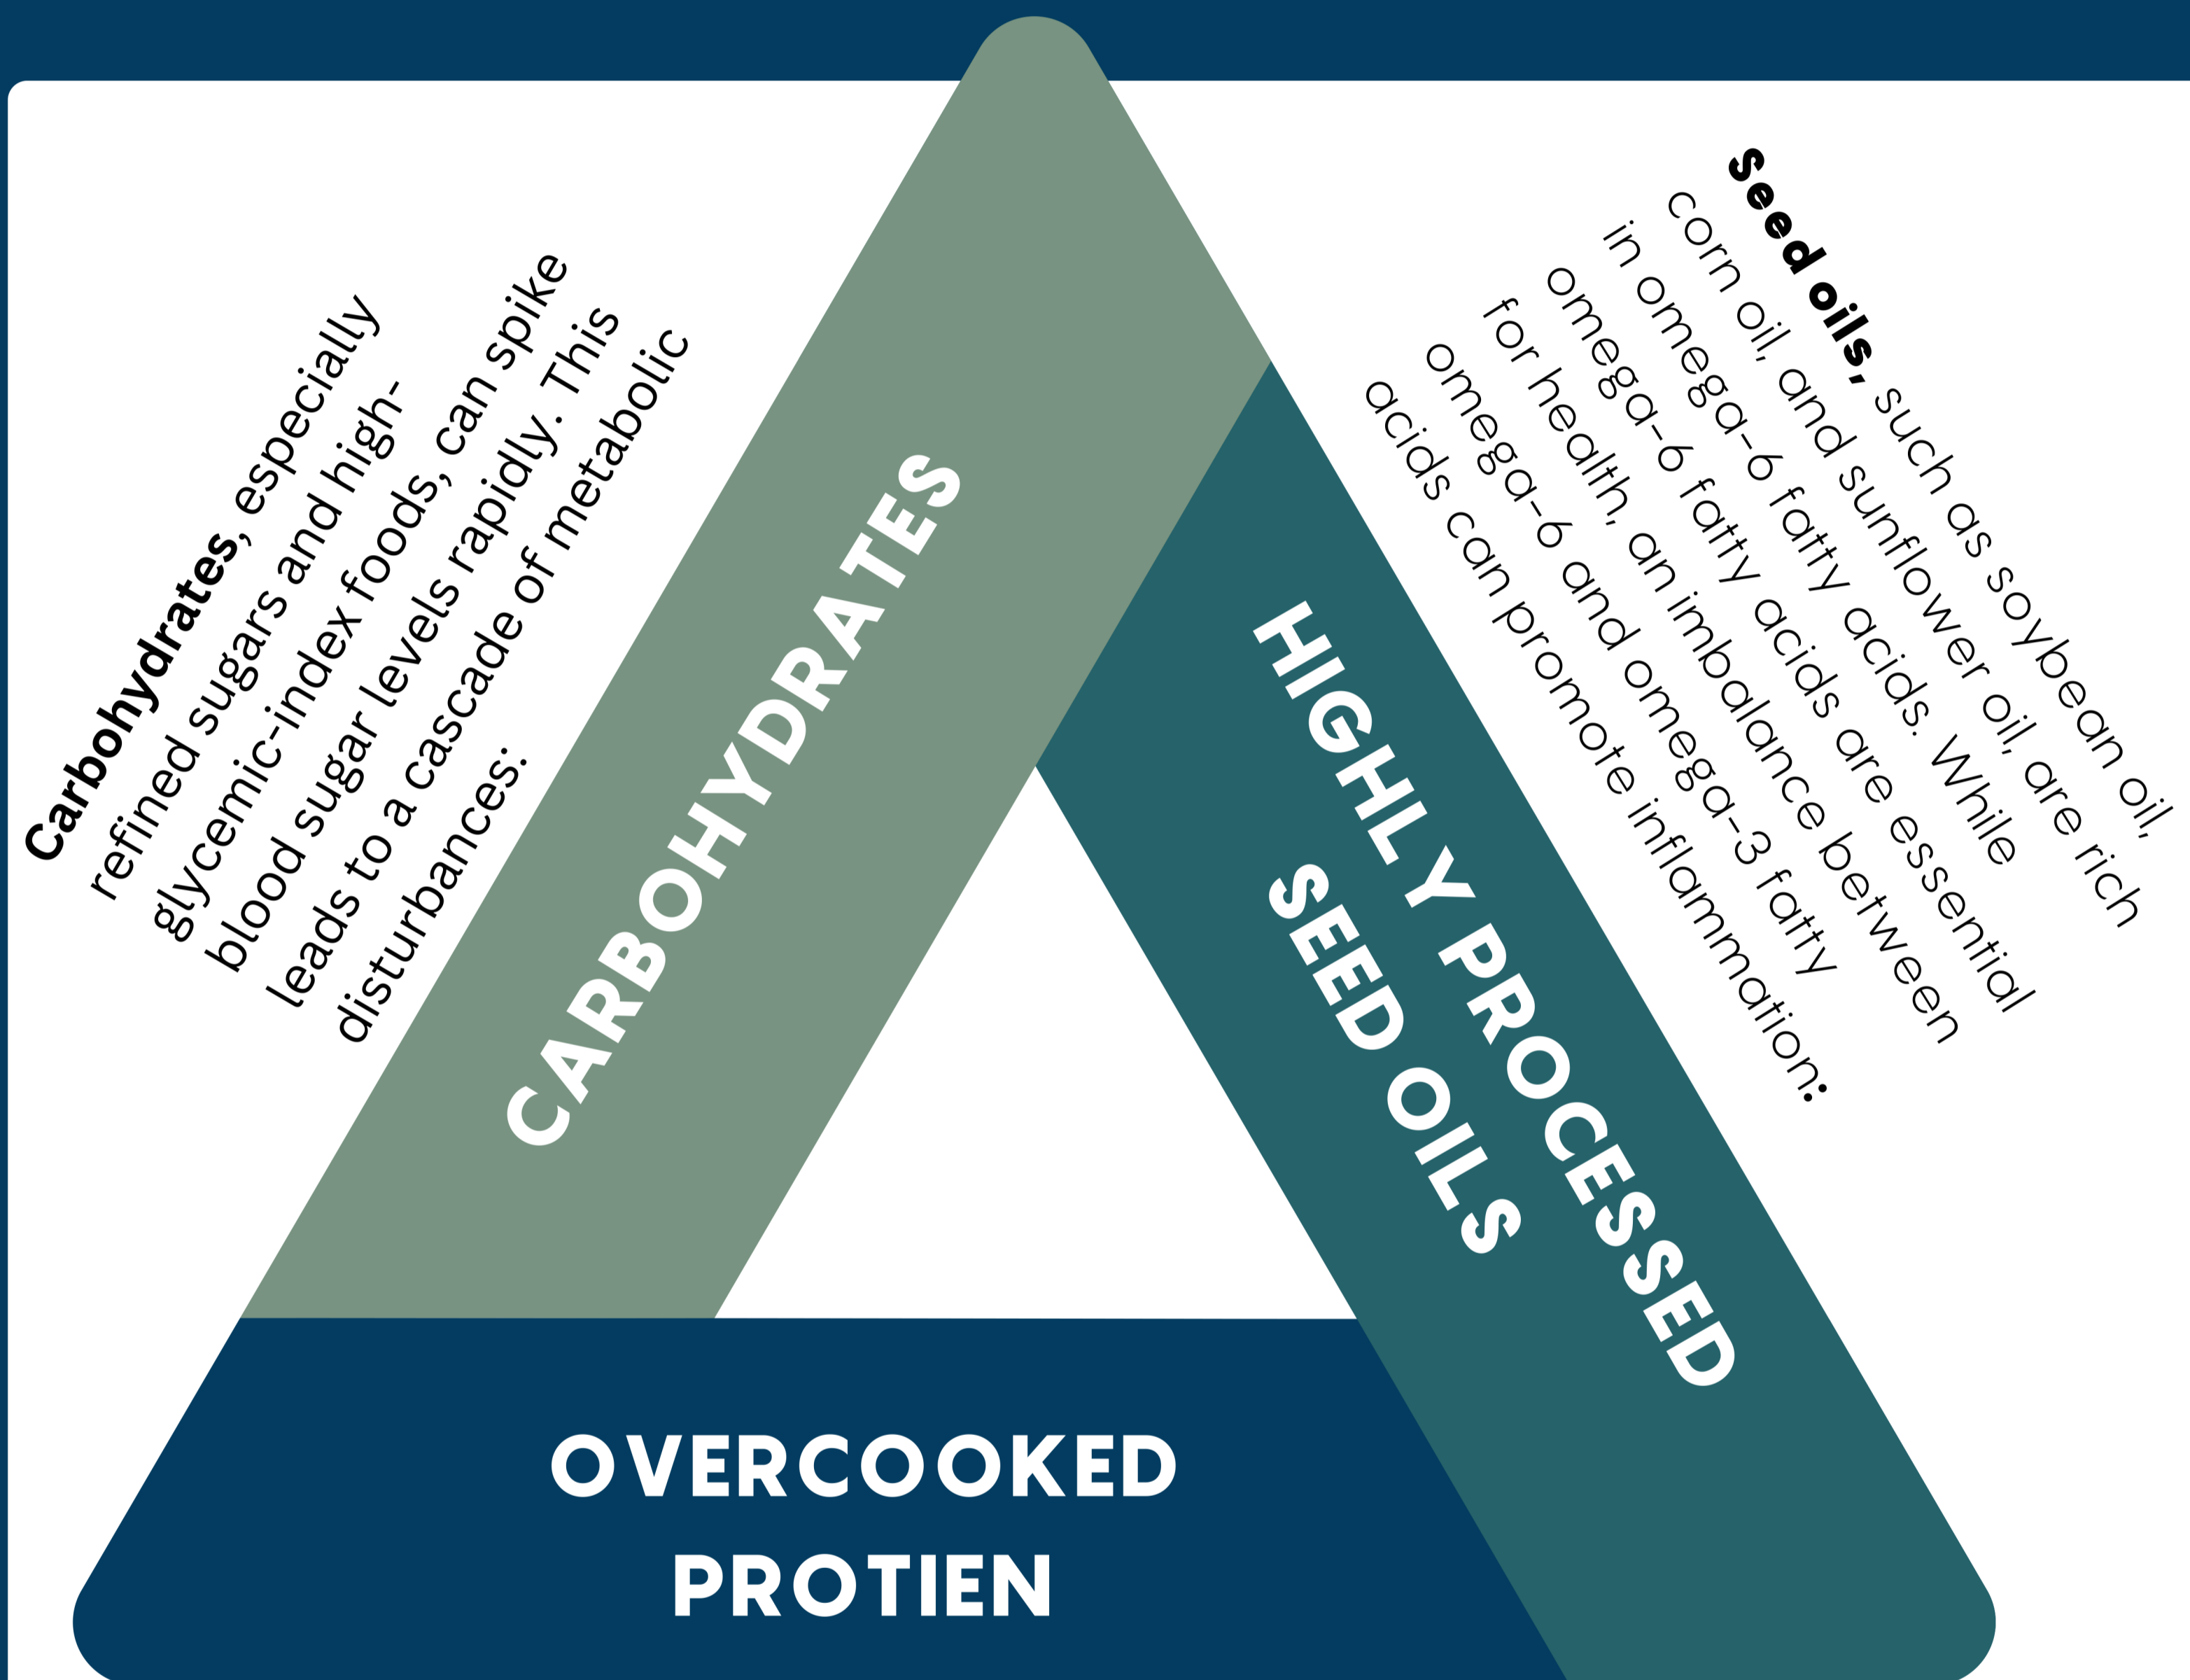 Carbohydrates, especially
refined sugars and high-
glycemic-index foods, can spike
blood sugar levels rapidly. This
leads to a cascade of metabolic
disturbances.
CARBOHYDRATES
seed oils, such as soybean oil,
corn oil, and sunflower oil, are rich
in omega-6 fatty acids. While
omega-6 fatty acids are essential
for health, an imbalance between
omega-6 and omega-3 fatty
acids can promote inflammation.
HIGHLY PROCESSED
SEED OILS
OVERCOOKED
PROTIEN